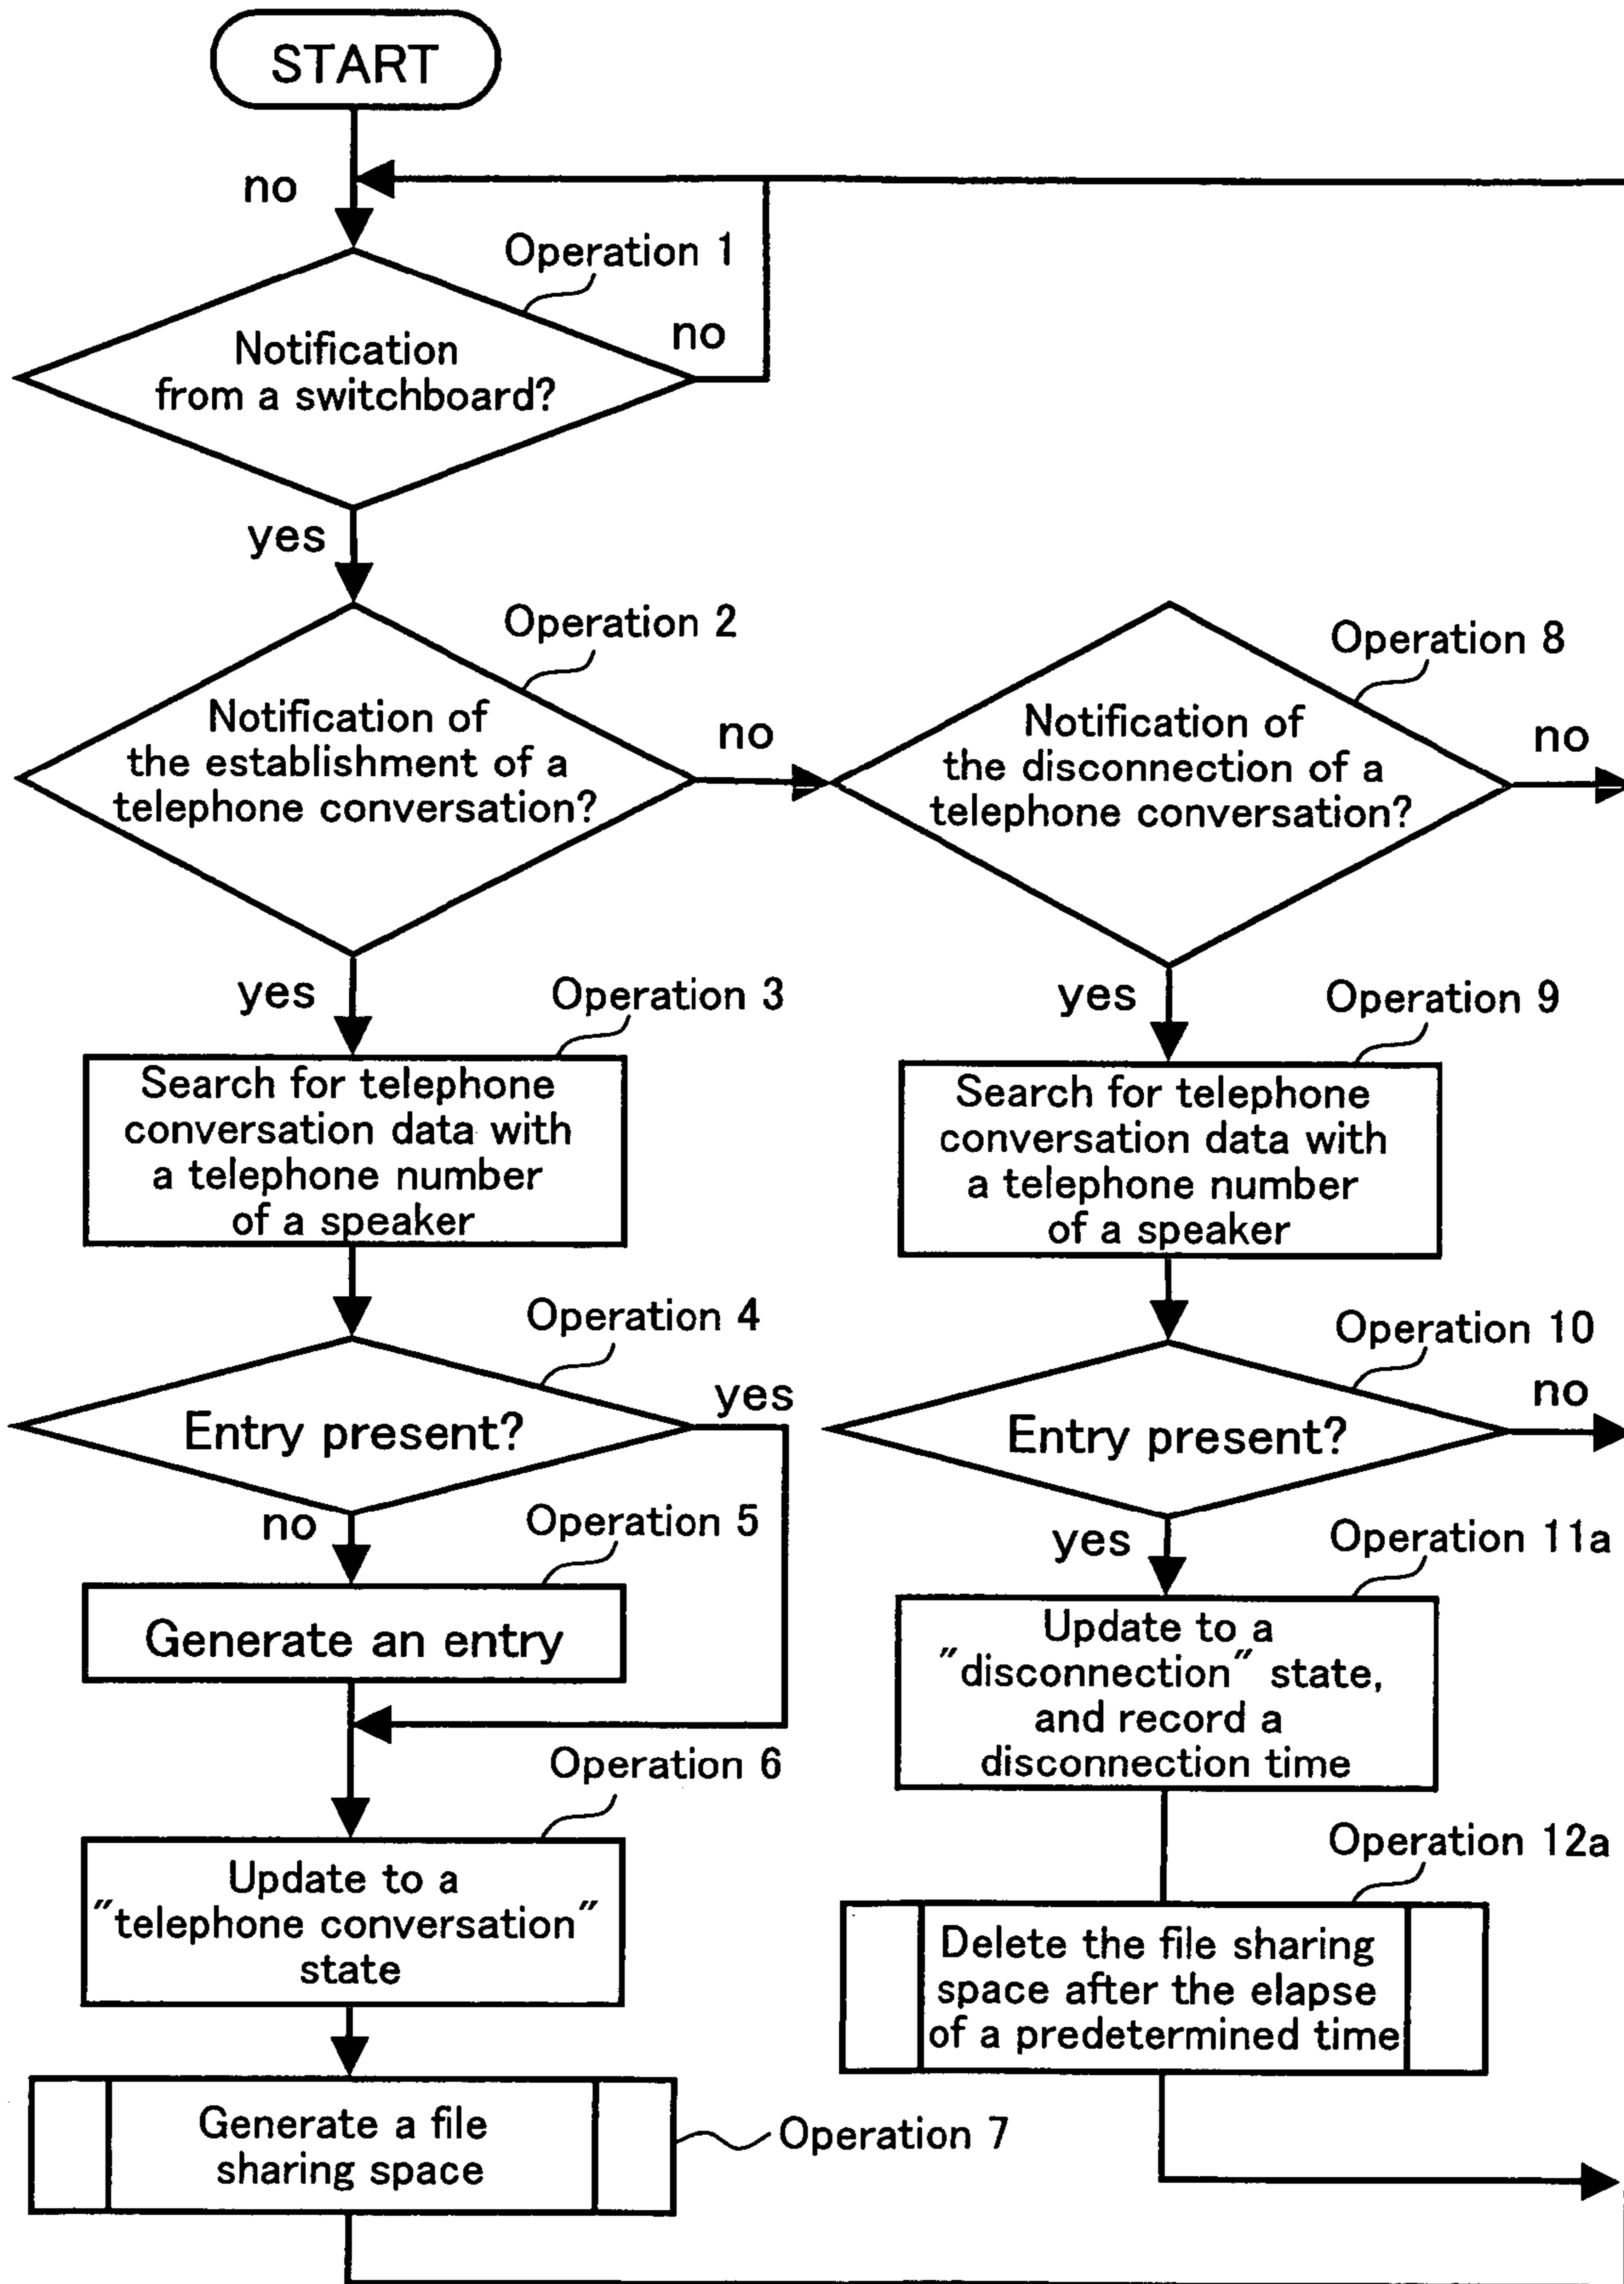 START
no
Operation 1
Notification
from a switchboard?
no
yes
Operation 2
Notification of
the establishment of a
telephone conversation?
no
Operation 8
Notification of
the disconnection of a
telephone conversation?
no
yes
Operation 3
Search for telephone
conversation data with
a telephone number
of a speaker
yes
Operation 9
Search for telephone
conversation data with
a telephone number
of a speaker
Operation 4
Entry present?
yes
Operation 10
Entry present?
no
no
Operation 5
Generate an entry
yes
Operation 11a
Update to a
"disconnection" state,
and record a
disconnection time
Operation 6
Update to a
"telephone conversation"
state
Operation 12a
Delete the file sharing
space after the elapse
of a predetermined time
Generate a file
sharing space
Operation 7